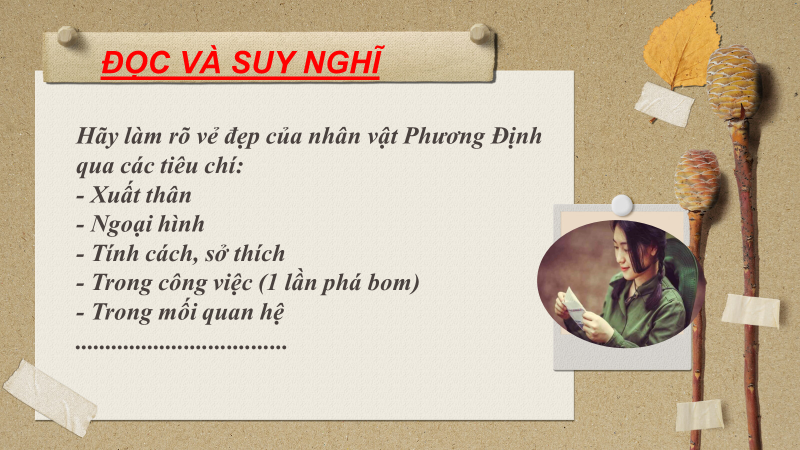 ĐỌC VÀ SUY NGHĨ
Hãy làm rõ vẻ đẹp của nhân vật Phương Định
qua các tiêu chí:
- Xuất thân
- Ngoại hình
- Tính cách, sở thích
- Trong công việc (1 lần phá bom)
- Trong mối quan hệ
...................................